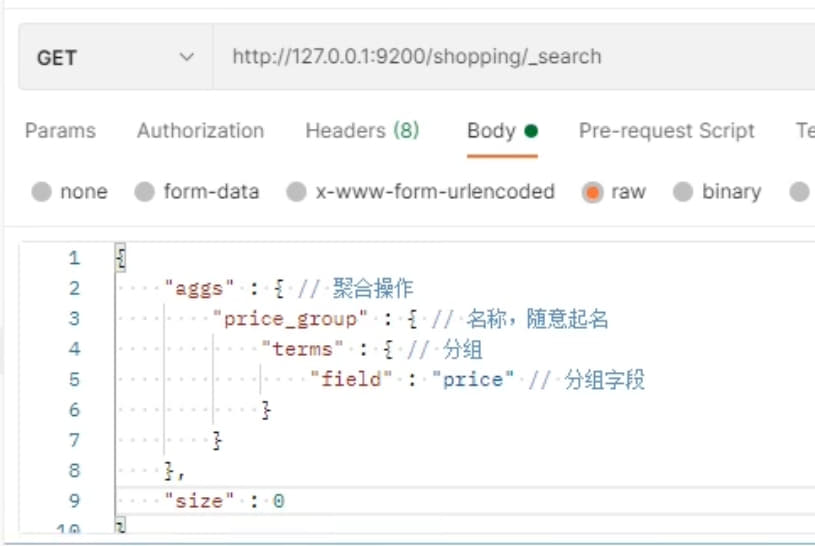 GET http://127.0.0.1:9200/shopping/_search
Params Authorization Headers (8) Body Pre-request Script Te
none form-data x-www-form-urlencoded raw binary
1 {
2 "aggs" : { // 聚合操作
3 "price_group" : { // 名称，随意起名
4 "terms" : { // 分组
5 "field" : "price" // 分组字段
6 }
7 }
8 },
9 "size" : 0
10 }